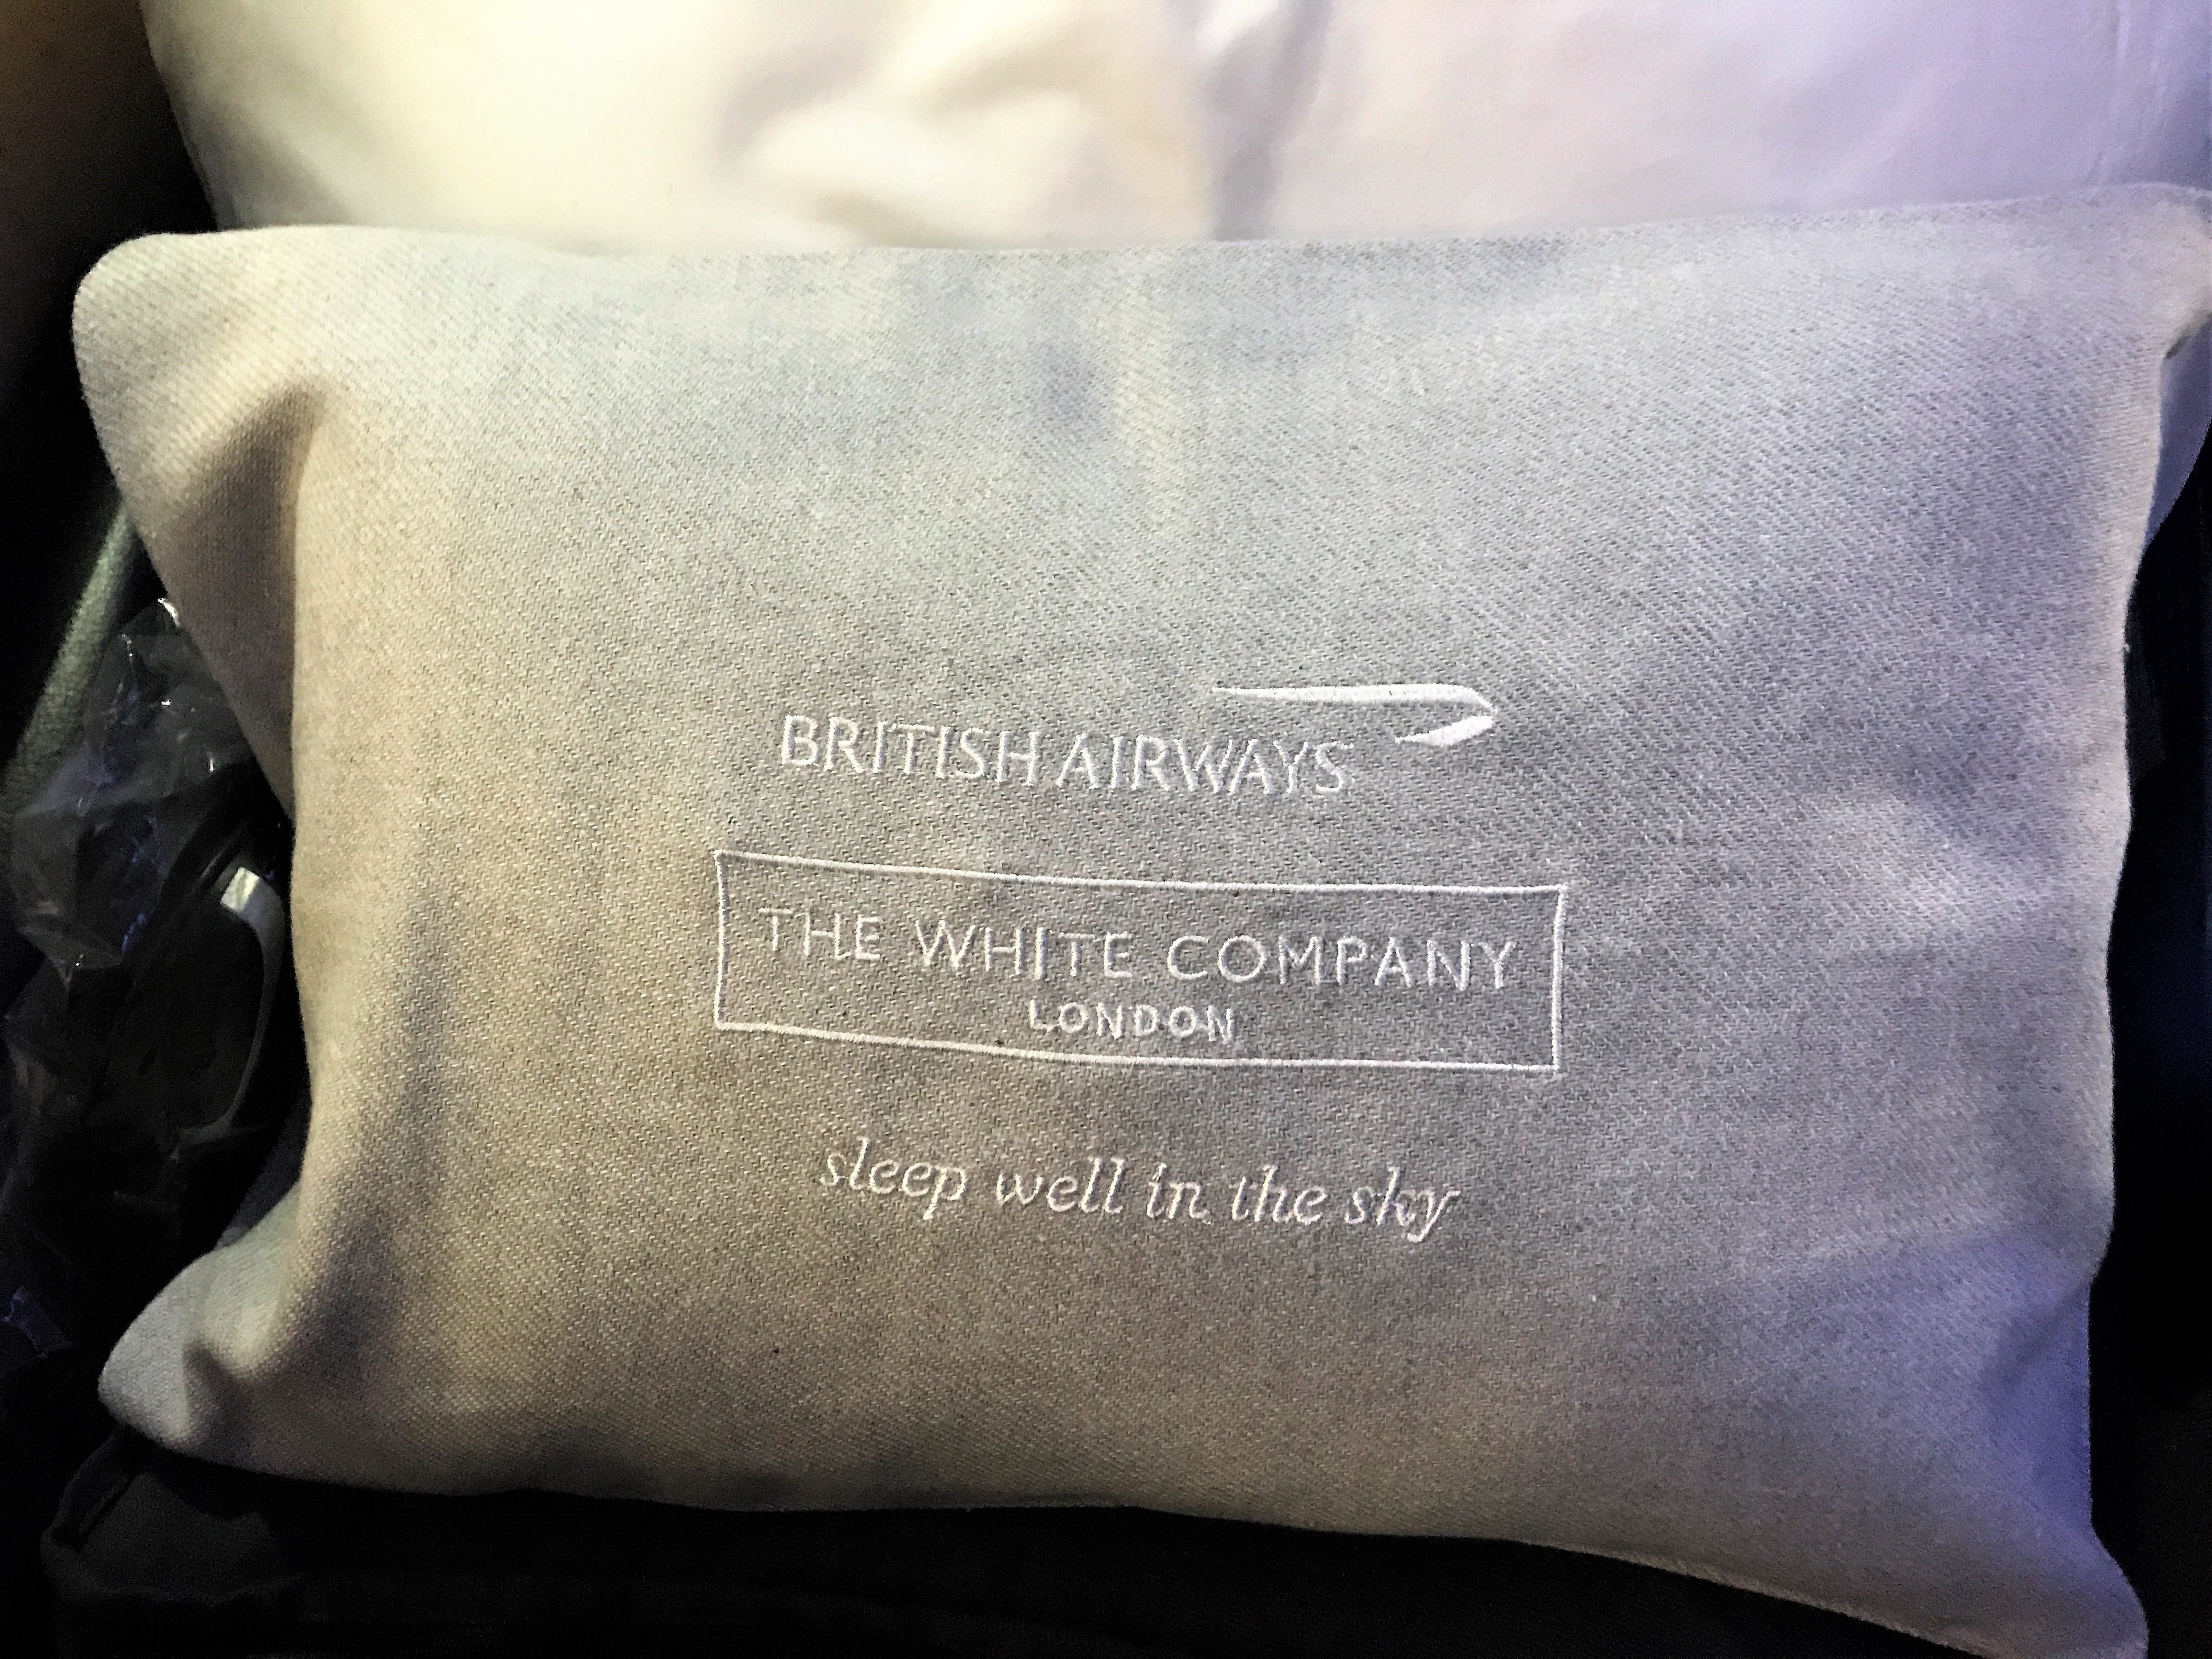 BRITISH AIRWAYS
THE WHITE COMPANY
LONDON
sleep well in the sky